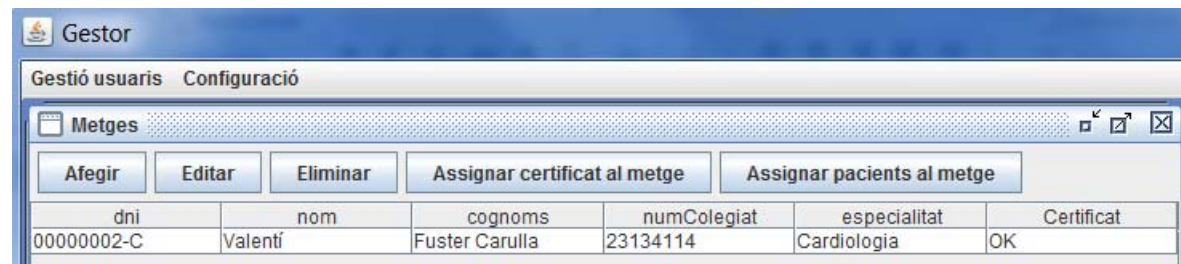 Gestor
Gestió usuaris Configuració
Metges
Afegir Editar Eliminar Assignar certificat al metge Assignar pacients al metge
dni nom cognoms numColegiat especialitat Certificat
00000002-C Valentí Fuster Carulla 23134114 Cardiologia OK